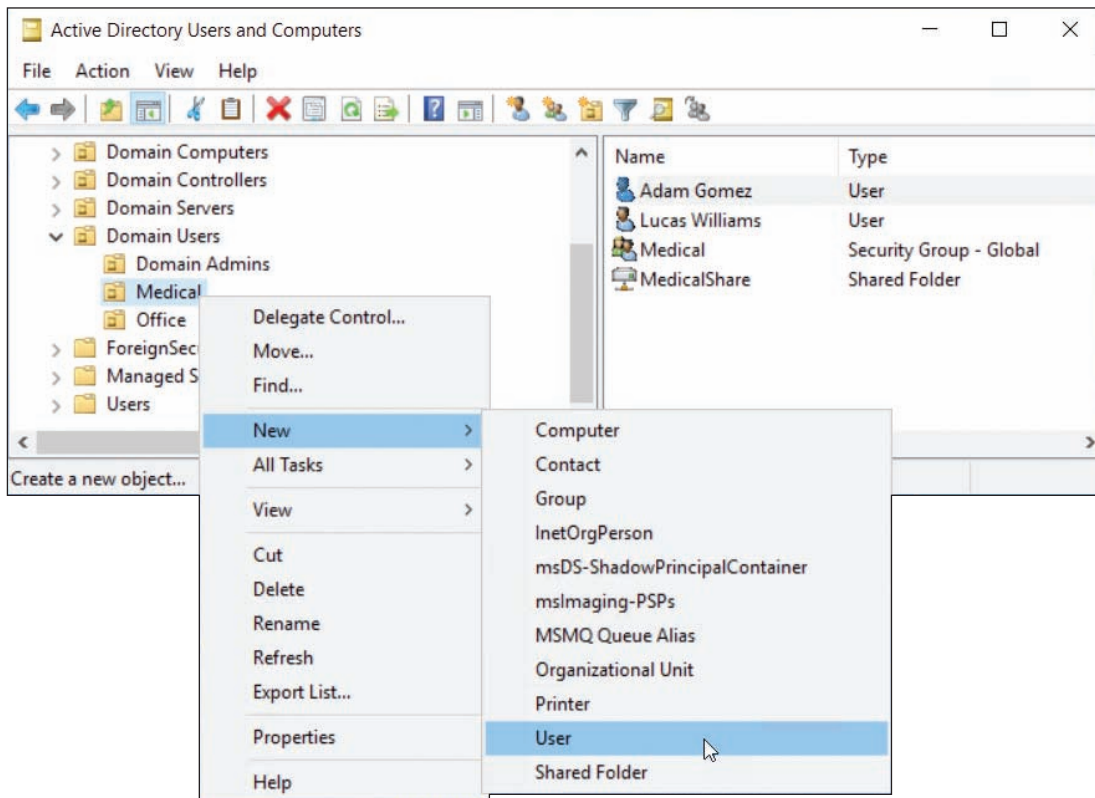 Active Directory Users and Computers
File Action View Help
Domain Computers
Domain Controllers
Domain Servers
Domain Users
Domain Admins
Medical
Office
ForeignSec
Managed S
Users
Name Type
Adam Gomez User
Lucas Williams User
Medical Security Group - Global
MedicalShare Shared Folder
Create a new object...
Delegate Control...
Move...
Find...
New
All Tasks
View
Cut
Delete
Rename
Refresh
Export List...
Properties
Help
Computer
Contact
Group
InetOrgPerson
msDS-ShadowPrincipalContainer
msImaging-PSPs
MSMQ Queue Alias
Organizational Unit
Printer
User
Shared Folder